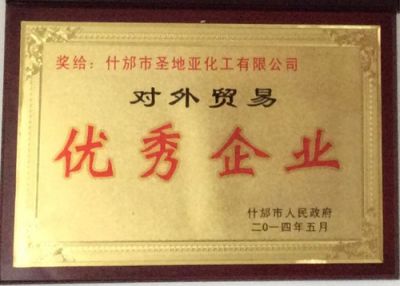 奖给：什邡市圣地亚化工有限公司
对外贸易
优秀企业
什邡市人民政府
二0一四年五月